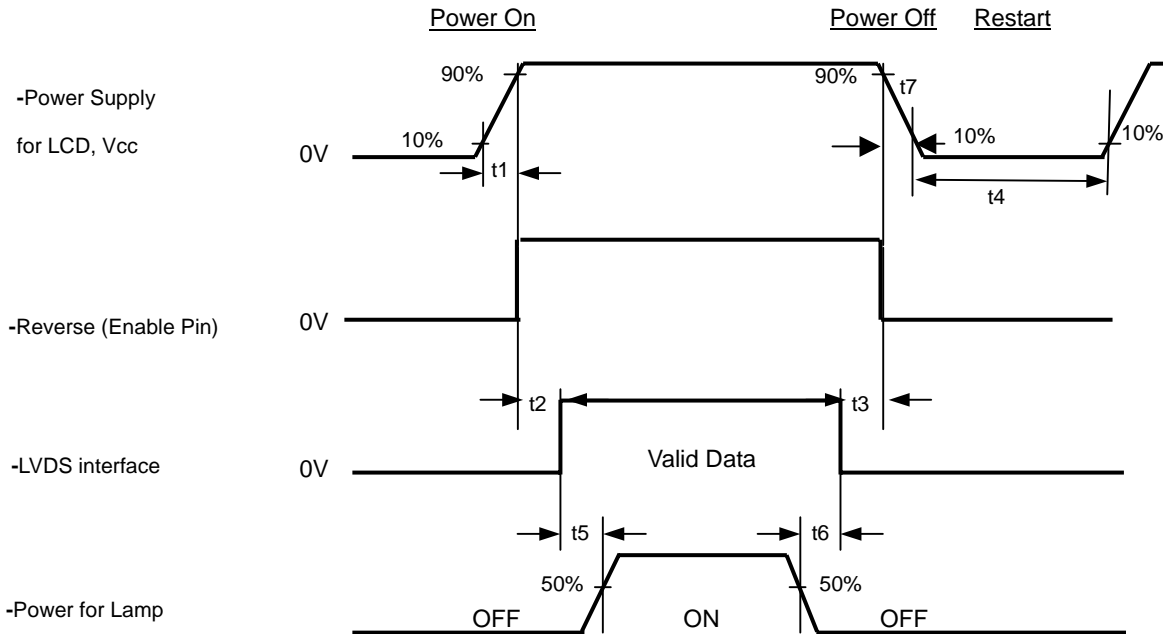 Power On
Power Off
Restart
-Power Supply
for LCD, Vcc
90%
90%
t7
10%
10%
10%
0V
t1
t4
-Reverse (Enable Pin)
0V
t2
t3
-LVDS interface
0V
Valid Data
t5
t6
50%
50%
-Power for Lamp
OFF
ON
OFF